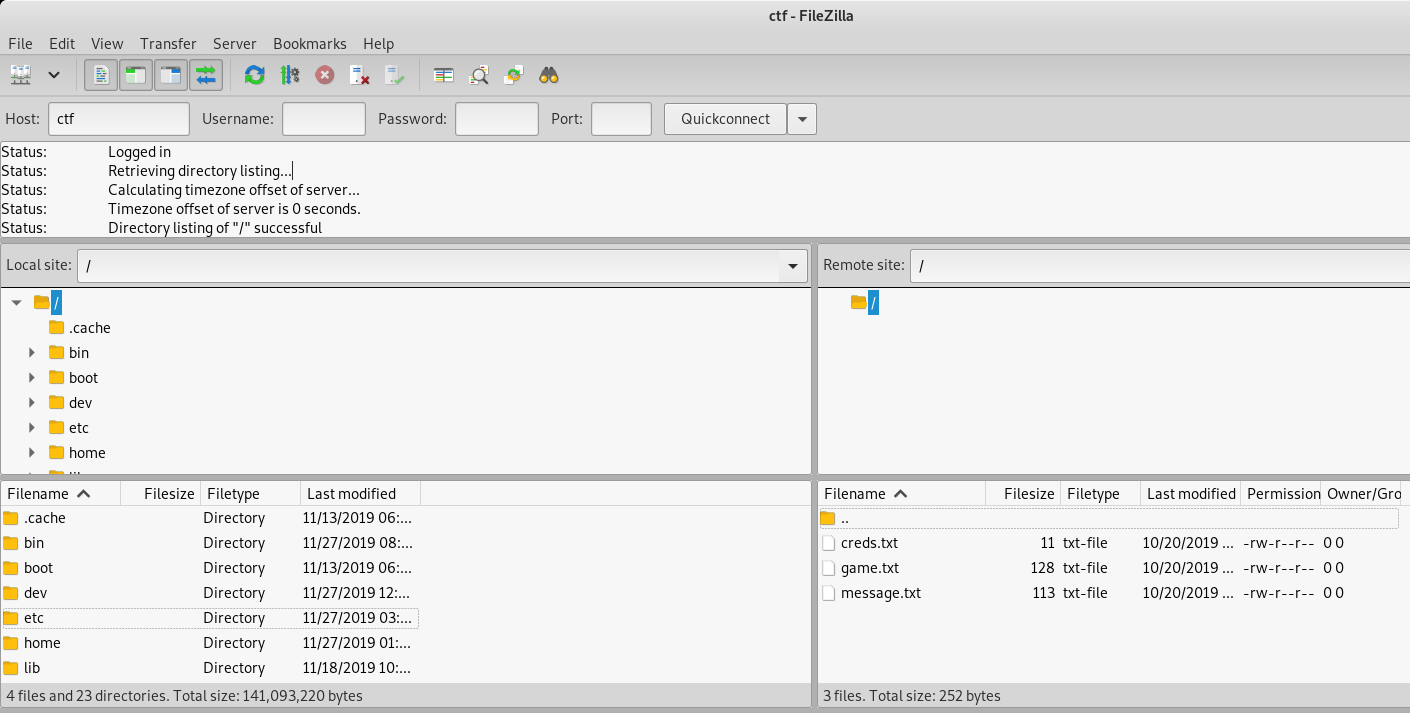 ctf - FileZilla
File Edit View Transfer Server Bookmarks Help
Host: ctf Username: Password: Port: Quickconnect
Status: Logged in
Status: Retrieving directory listing...
Status: Calculating timezone offset of server...
Status: Timezone offset of server is 0 seconds.
Status: Directory listing of "/" successful
Local site: /
/
.cache
bin
boot
dev
etc
home
Filename Filesize Filetype Last modified
.cache Directory 11/13/2019 06:...
bin Directory 11/27/2019 08:...
boot Directory 11/13/2019 06:...
dev Directory 11/27/2019 12:...
etc Directory 11/27/2019 03:...
home Directory 11/27/2019 01:...
lib Directory 11/18/2019 10:...
4 files and 23 directories. Total size: 141,093,220 bytes
Remote site: /
/
Filename Filesize Filetype Last modified Permission Owner/Gro
..
creds.txt 11 txt-file 10/20/2019 ... -rw-r--r-- 0 0
game.txt 128 txt-file 10/20/2019 ... -rw-r--r-- 0 0
message.txt 113 txt-file 10/20/2019 ... -rw-r--r-- 0 0
3 files. Total size: 252 bytes